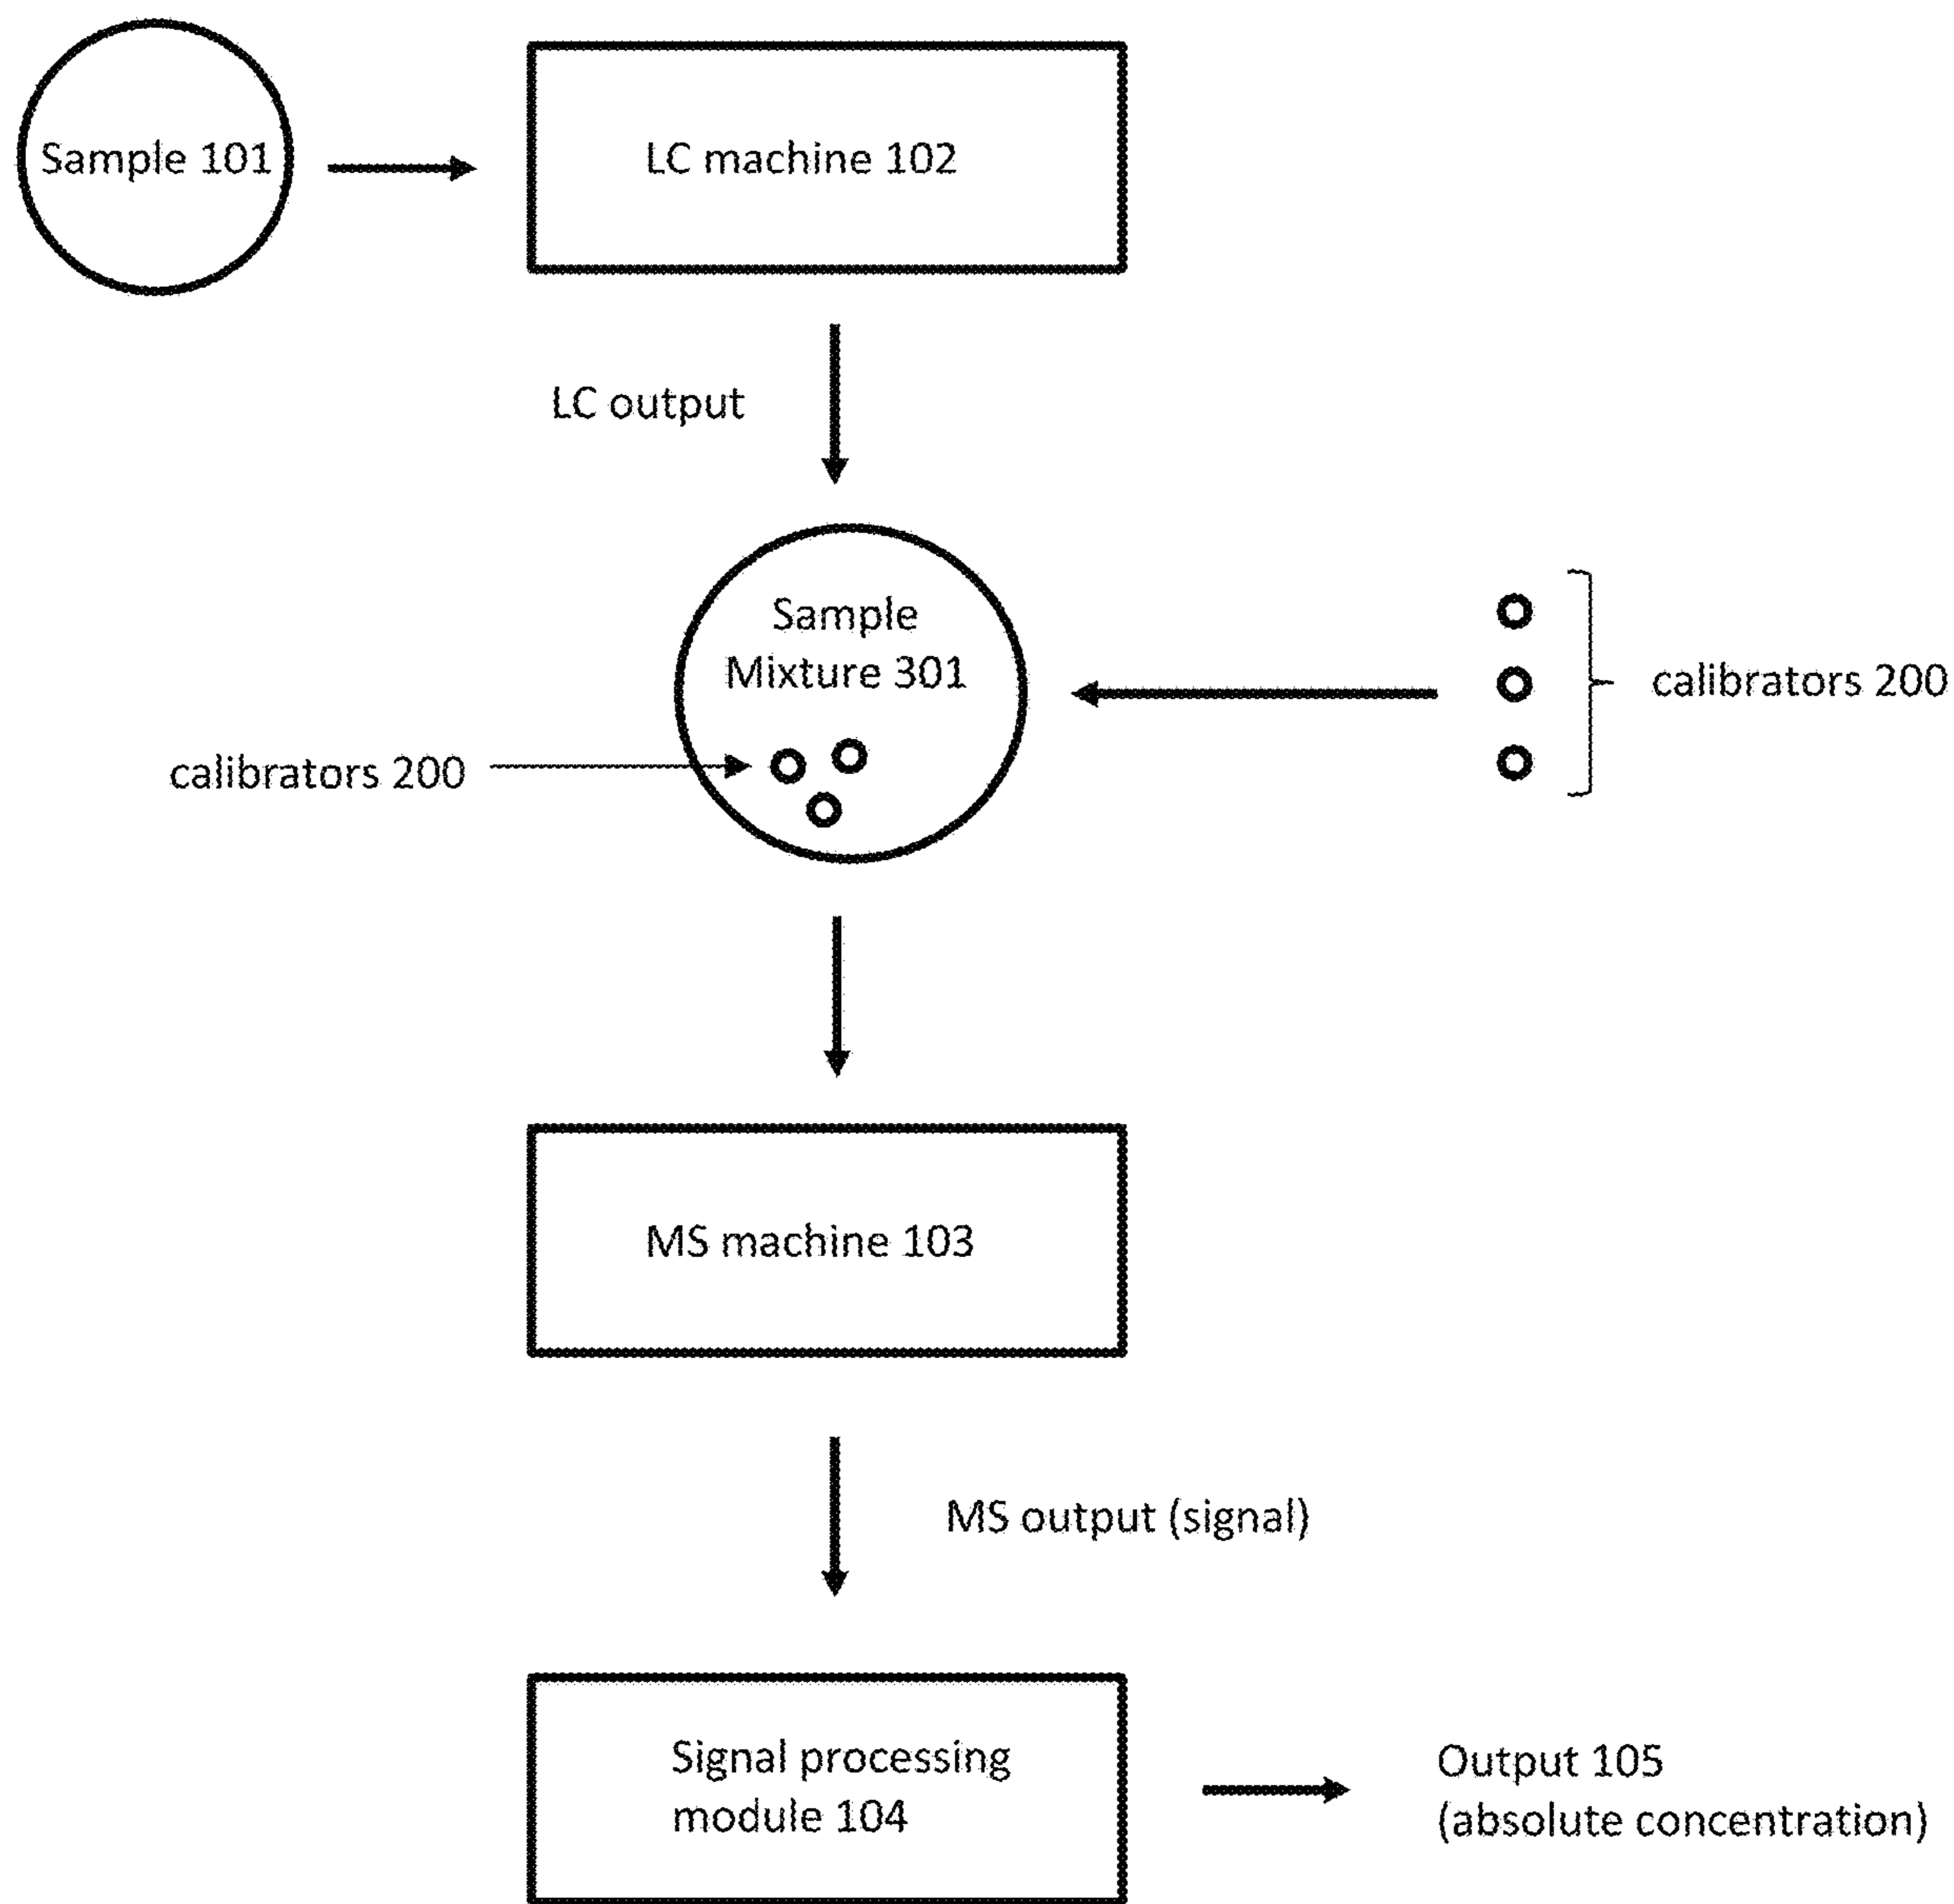 Sample 101
LC machine 102
LC output
Sample
Mixture 301
calibrators 200
calibrators 200
MS machine 103
MS output (signal)
Signal processing
module 104
Output 105
(absolute concentration)